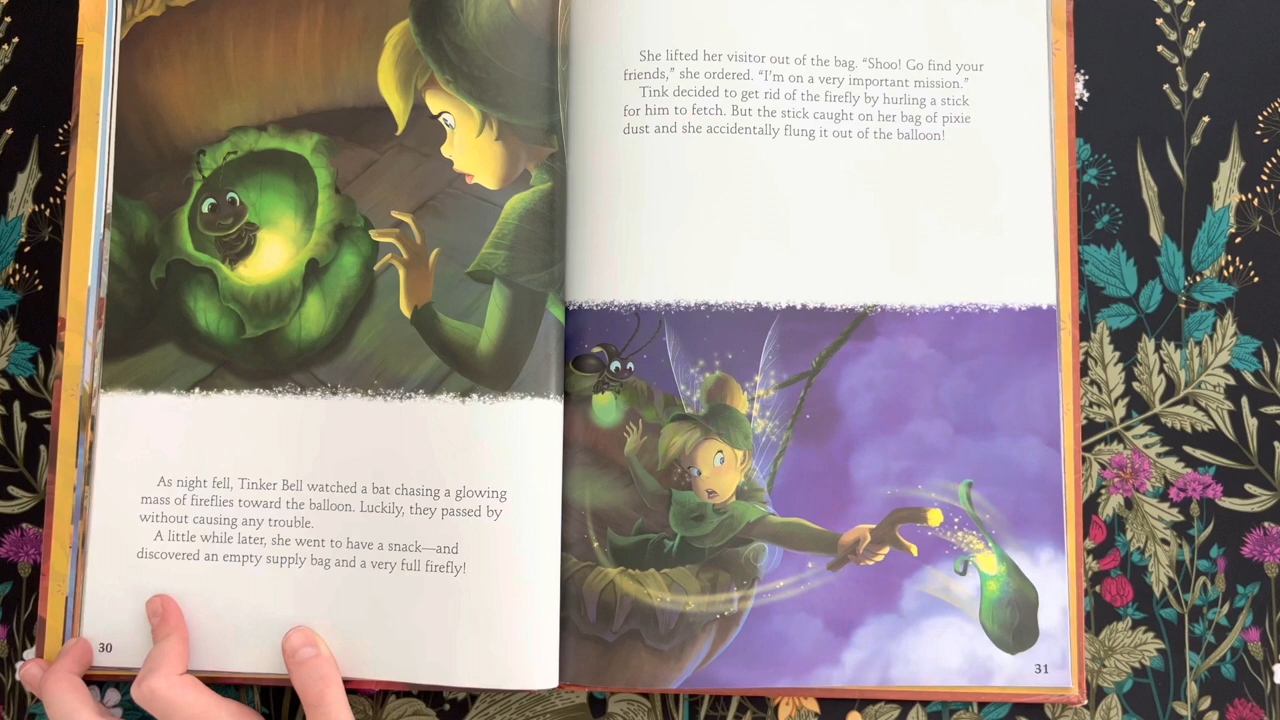 As night fell, Tinker Bell watched a bat chasing a glowing
mass of fireflies toward the balloon. Luckily, they passed by
without causing any trouble.
A little while later, she went to have a snack—and
discovered an empty supply bag and a very full firefly!
30
She lifted her visitor out of the bag. “Shoo! Go find your
friends,” she ordered. “I’m on a very important mission.”
Tink decided to get rid of the firefly by hurling a stick
for him to fetch. But the stick caught on her bag of pixie
dust and she accidentally flung it out of the balloon!
31